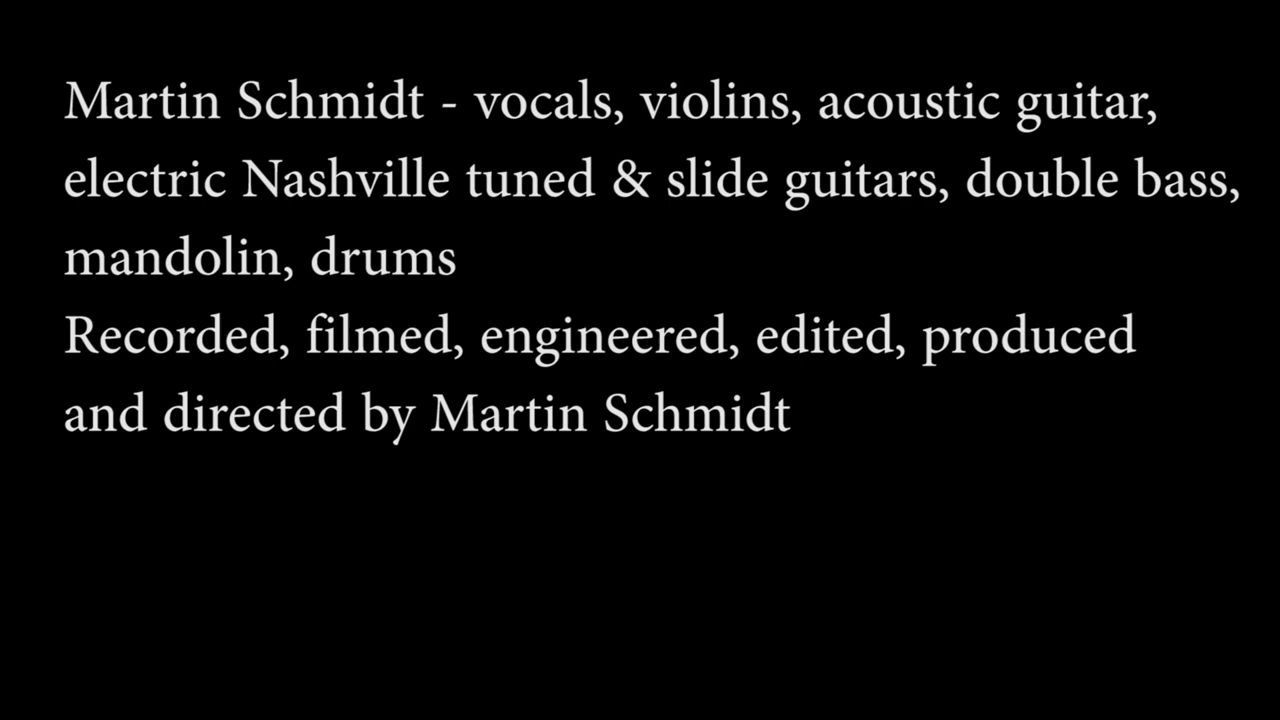 Martin Schmidt - vocals, violins, acoustic guitar,
electric Nashville tuned & slide guitars, double bass,
mandolin, drums
Recorded, filmed, engineered, edited, produced
and directed by Martin Schmidt